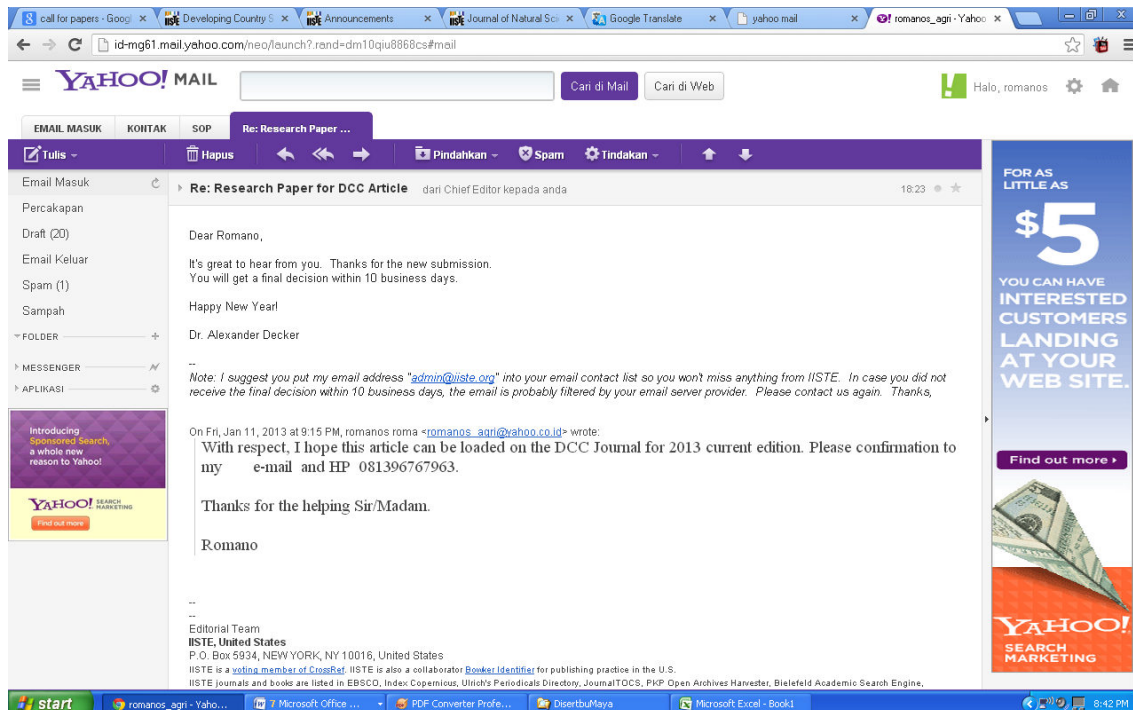 call for papers - Googl
Developing Country S
Announcements
Journal of Natural Scie
Google Translate
yahoo mail
romanos_agri - Yahoo
id-mg61.mail.yahoo.com/neo/launch?.rand=dm10qiu8868cs#mail
YAHOO! MAIL
Cari di Mail
Cari di Web
Halo, romanos
EMAIL MASUK
KONTAK
SOP
Re: Research Paper ...
Tulis
Hapus
Pindahkan
Spam
Tindakan
Email Masuk
Percakapan
Draft (20)
Email Keluar
Spam (1)
Sampah
FOLDER
MESSENGER
APLIKASI
Introducing
Sponsored Search,
a whole new
reason to Yahoo!
YAHOO! SEARCH MARKETING
Find out more
Re: Research Paper for DCC Article dari Chief Editor kepada anda 18:23
Dear Romano,
It's great to hear from you. Thanks for the new submission.
You will get a final decision within 10 business days.
Happy New Year!
Dr. Alexander Decker
--
Note: I suggest you put my email address "admin@iiste.org" into your email contact list so you won't miss anything from IISTE. In case you did not
receive the final decision within 10 business days, the email is probably filtered by your email server provider. Please contact us again. Thanks,
On Fri, Jan 11, 2013 at 9:15 PM, romanos roma <romanos_agri@yahoo.co.id> wrote:
With respect, I hope this article can be loaded on the DCC Journal for 2013 current edition. Please confirmation to
my e-mail and HP 081396767963.
Thanks for the helping Sir/Madam.
Romano
--
--
Editorial Team
IISTE, United States
P.O. Box 5934, NEW YORK, NY 10016, United States
IISTE is a voting member of CrossRef. IISTE is also a collaborator Bowker Identifier for publishing practice in the U.S.
IISTE journals and books are listed in EBSCO, Index Copernicus, Ulrich's Periodicals Directory, JournalTOCS, PKP Open Archives Harvester, Bielefeld Academic Search Engine,
FOR AS
LITTLE AS
$5
YOU CAN HAVE
INTERESTED
CUSTOMERS
LANDING
AT YOUR
WEB SITE.
Find out more
YAHOO!
SEARCH
MARKETING
start
romanos_agri - Yaho...
7 Microsoft Office ...
PDF Converter Profe...
DisertbuMaya
Microsoft Excel - Book1
8:42 PM